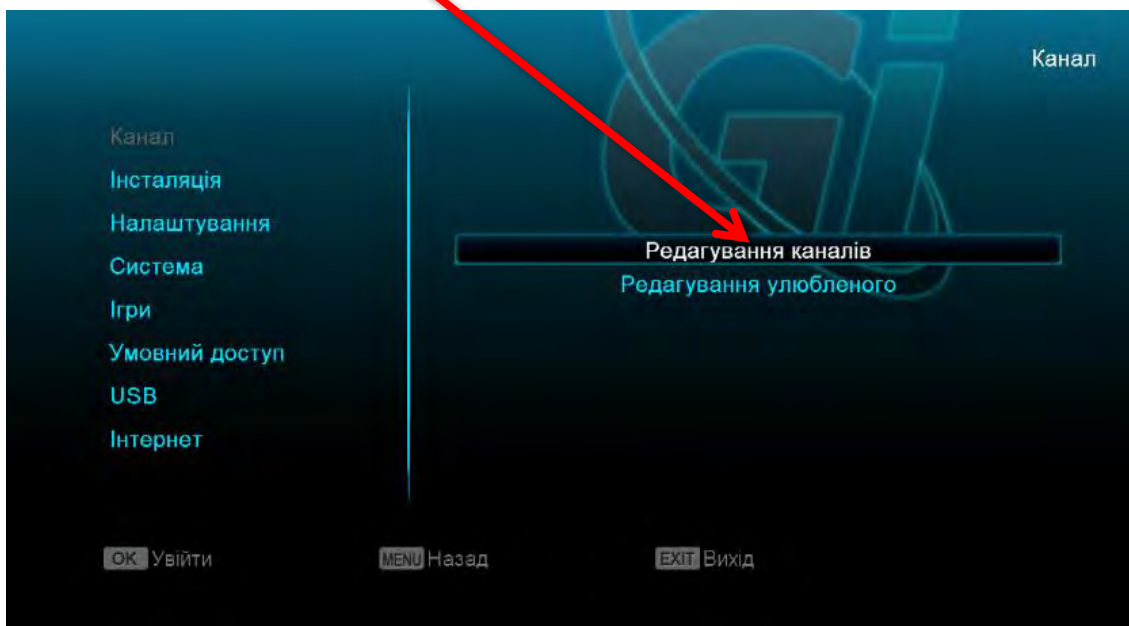 Канал
Канал
Інсталяція
Налаштування
Система
Ігри
Умовний доступ
USB
Інтернет
Редагування каналів
Редагування улюбленого
OK Увійти
MENU Назад
EXIT Вихід
Gi